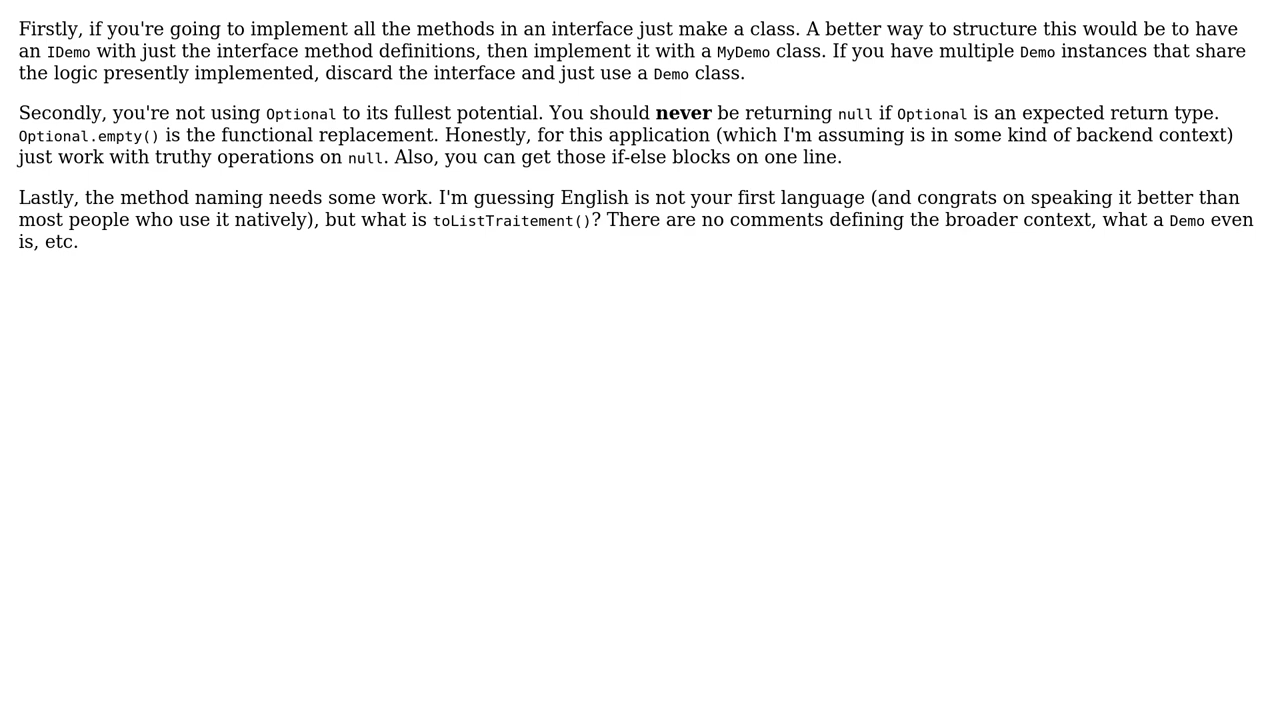 Firstly, if you're going to implement all the methods in an interface just make a class. A better way to structure this would be to have
an IDemo with just the interface method definitions, then implement it with a MyDemo class. If you have multiple Demo instances that share
the logic presently implemented, discard the interface and just use a Demo class.
Secondly, you're not using Optional to its fullest potential. You should never be returning null if Optional is an expected return type.
Optional.empty() is the functional replacement. Honestly, for this application (which I'm assuming is in some kind of backend context)
just work with truthy operations on null. Also, you can get those if-else blocks on one line.
Lastly, the method naming needs some work. I'm guessing English is not your first language (and congrats on speaking it better than
most people who use it natively), but what is toListTraitement()? There are no comments defining the broader context, what a Demo even
is, etc.